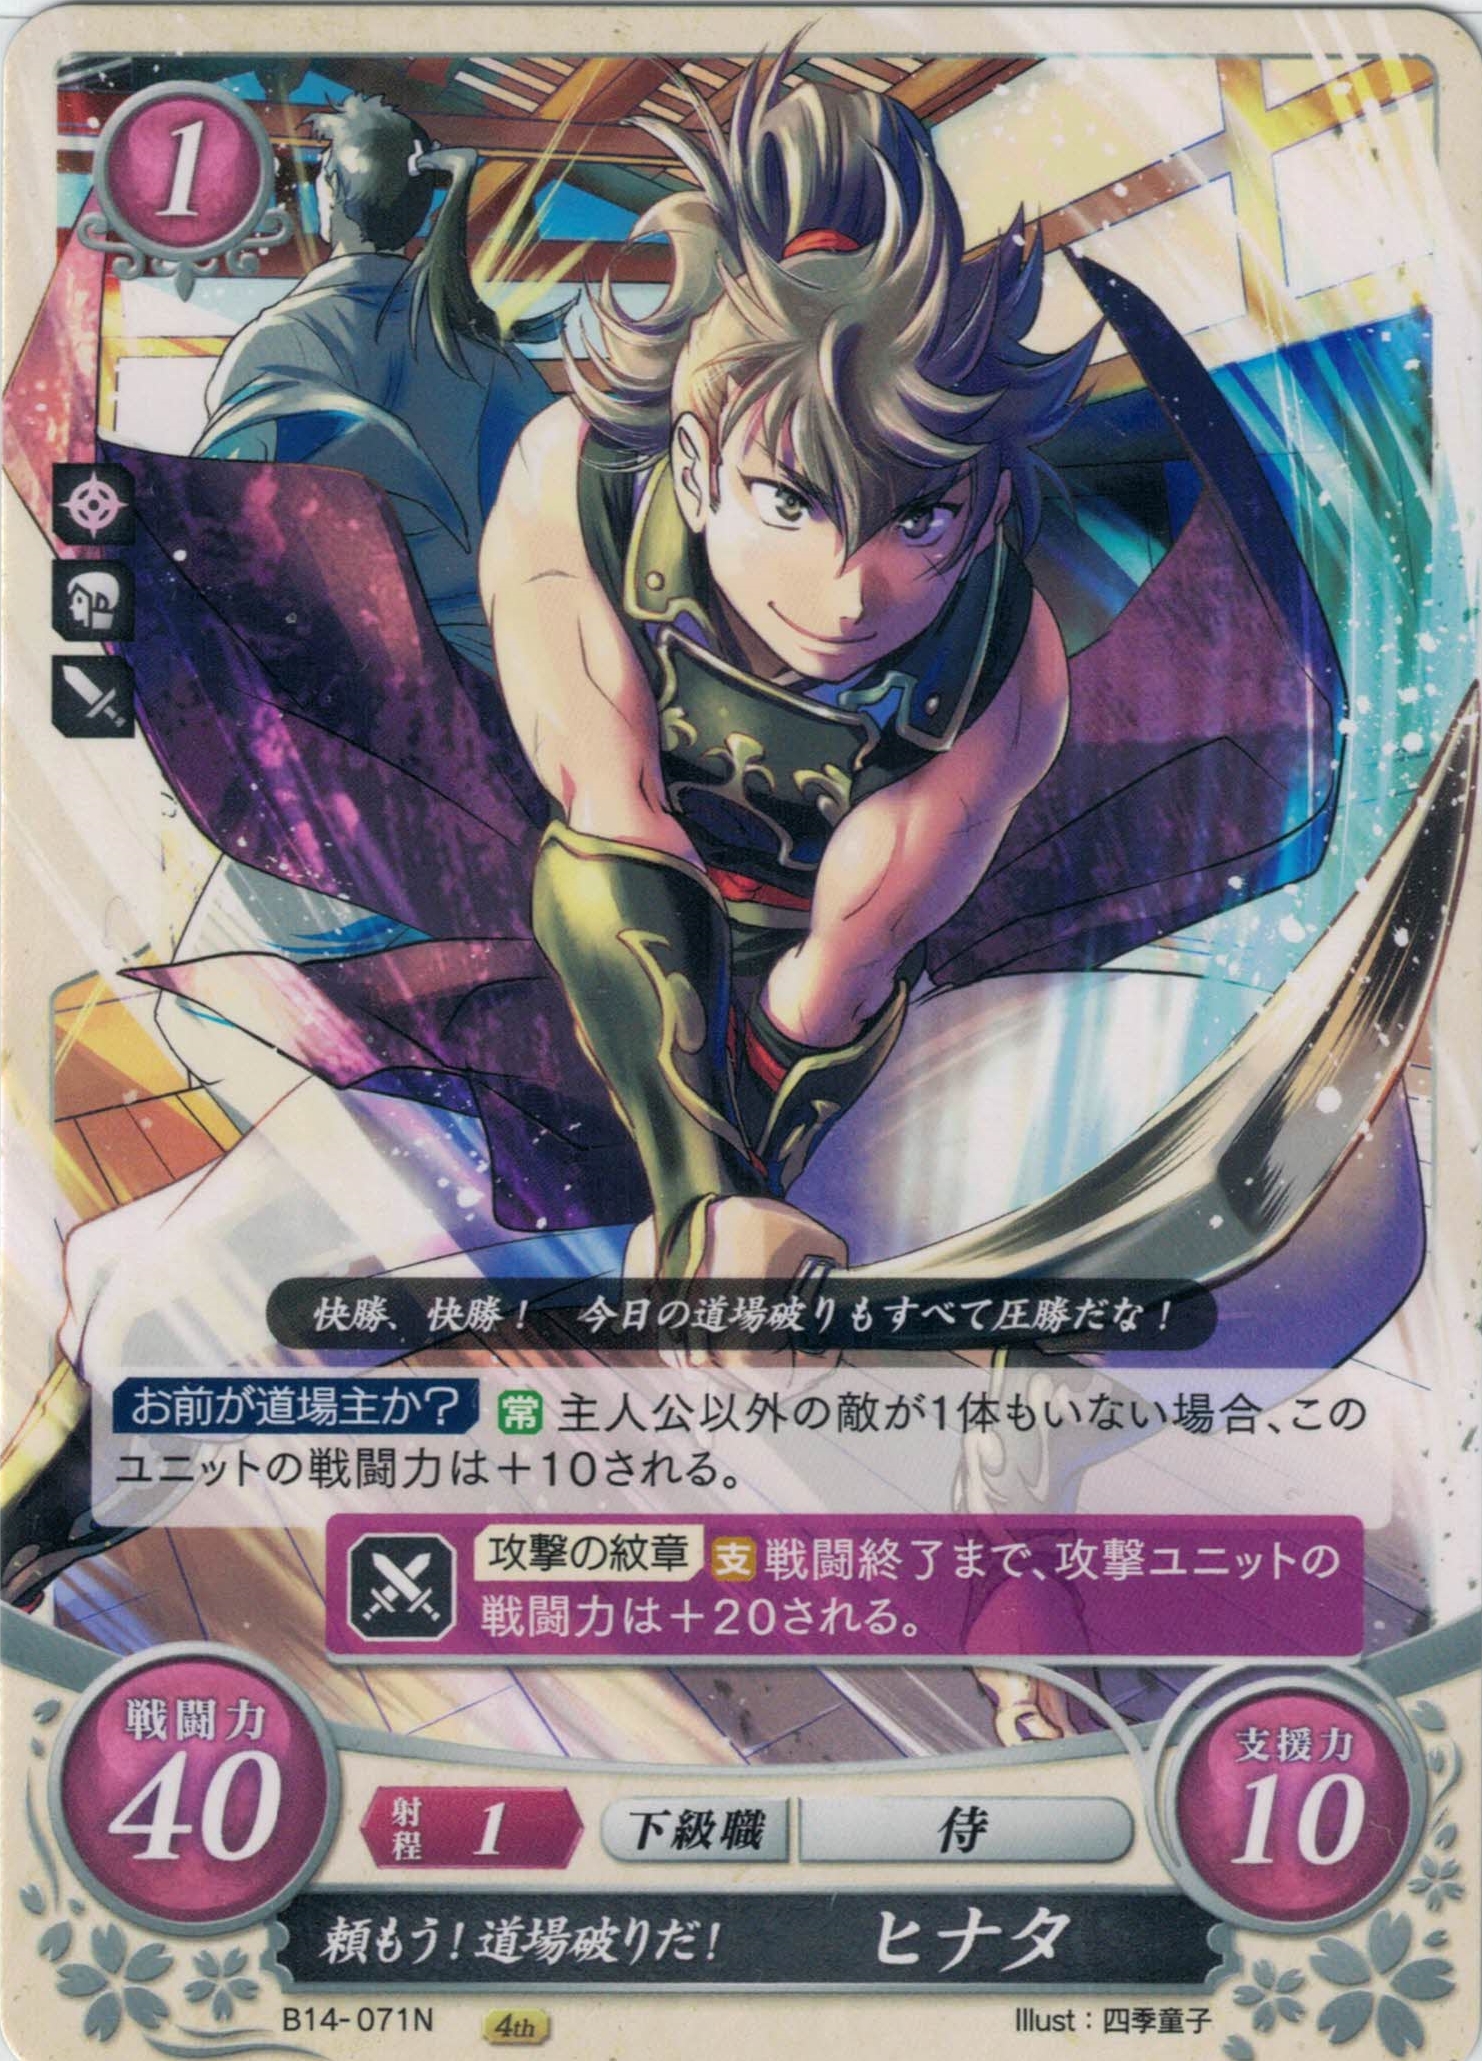 1
快勝、快勝！　今日の道場破りもすべて圧勝だな！
お前が道場主か？ 常 主人公以外の敵が1体もいない場合、この
ユニットの戦闘力は＋10される。
攻撃の紋章 支 戦闘終了まで、攻撃ユニットの
戦闘力は＋20される。
戦闘力
40
射程 1 下級職 侍
支援力
10
頼もう！道場破りだ！ ヒナタ
B14-071N 4th Illust：四季童子